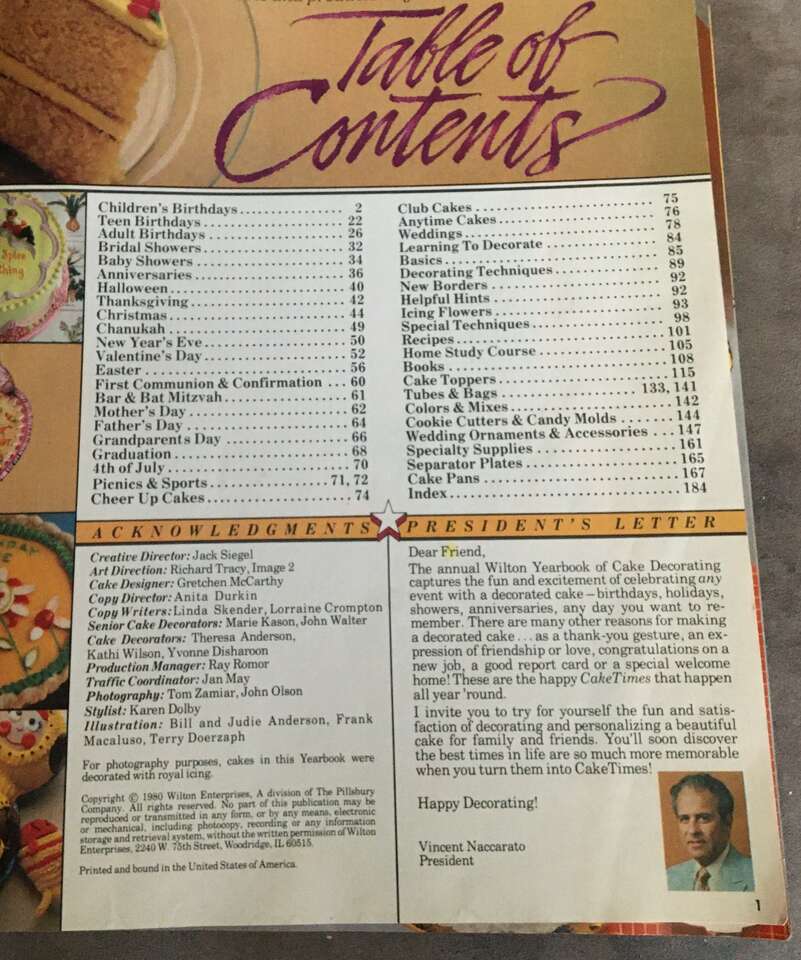 Table of
Contents
Children's Birthdays .................. 2
Teen Birthdays .................. 22
Adult Birthdays .................. 26
Bridal Showers .................. 32
Baby Showers .................. 34
Anniversaries .................. 36
Halloween .................. 40
Thanksgiving .................. 42
Christmas .................. 44
Chanukah .................. 49
New Year's Eve .................. 50
Valentine's Day .................. 52
Easter .................. 56
First Communion & Confirmation ... 60
Bar & Bat Mitzvah .................. 61
Mother's Day .................. 62
Father's Day .................. 64
Grandparents Day .................. 66
Graduation .................. 68
4th of July .................. 70
Picnics & Sports .................. 71, 72
Cheer Up Cakes .................. 74
Club Cakes .................. 75
Anytime Cakes .................. 76
Weddings .................. 78
Learning To Decorate .................. 84
Basics .................. 85
Decorating Techniques .................. 89
New Borders .................. 92
Helpful Hints .................. 92
Icing Flowers .................. 93
Special Techniques .................. 98
Recipes .................. 101
Home Study Course .................. 105
Books .................. 108
Cake Toppers .................. 115
Tubes & Bags .................. 133, 141
Colors & Mixes .................. 142
Cookie Cutters & Candy Molds ....... 144
Wedding Ornaments & Accessories ... 147
Specialty Supplies .................. 161
Separator Plates .................. 165
Cake Pans .................. 167
Index .................. 184
ACKNOWLEDGMENTS
Creative Director: Jack Siegel
Art Direction: Richard Tracy, Image 2
Cake Designer: Gretchen McCarthy
Copy Director: Anita Durkin
Copy Writers: Linda Skender, Lorraine Crompton
Senior Cake Decorators: Marie Kason, John Walter
Cake Decorators: Theresa Anderson,
Kathi Wilson, Yvonne Disharoon
Production Manager: Ray Romor
Traffic Coordinator: Jan May
Photography: Tom Zamiar, John Olson
Stylist: Karen Dolby
Illustration: Bill and Judie Anderson, Frank
Macaluso, Terry Doerzaph
For photography purposes, cakes in this Yearbook were
decorated with royal icing.
Copyright © 1980 Wilton Enterprises, A division of The Pillsbury
Company. All rights reserved. No part of this publication may be
reproduced or transmitted in any form, or by any means, electronic
or mechanical, including photocopy, recording or any information
storage and retrieval system, without the written permission of Wilton
Enterprises, 2240 W. 75th Street, Woodridge, IL 60515.
Printed and bound in the United States of America.
PRESIDENT'S LETTER
Dear Friend,
The annual Wilton Yearbook of Cake Decorating
captures the fun and excitement of celebrating any
event with a decorated cake – birthdays, holidays,
showers, anniversaries, any day you want to re-
member. There are many other reasons for making
a decorated cake . . . as a thank-you gesture, an ex-
pression of friendship or love, congratulations on a
new job, a good report card or a special welcome
home! These are the happy CakeTimes that happen
all year 'round.
I invite you to try for yourself the fun and satis-
faction of decorating and personalizing a beautiful
cake for family and friends. You'll soon discover
the best times in life are so much more memorable
when you turn them into CakeTimes!
Happy Decorating!
Vincent Naccarato
President
1